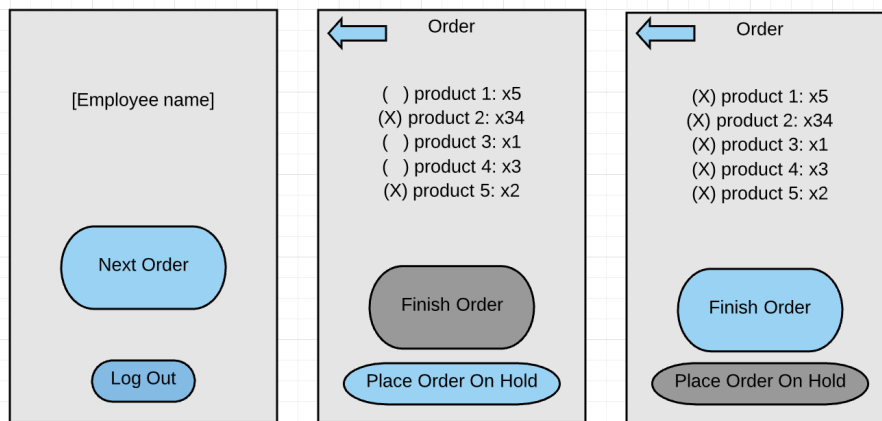 [Employee name]
Next Order
Log Out
Order
( ) product 1: x5
(X) product 2: x34
( ) product 3: x1
( ) product 4: x3
(X) product 5: x2
Finish Order
Place Order On Hold
Order
(X) product 1: x5
(X) product 2: x34
(X) product 3: x1
(X) product 4: x3
(X) product 5: x2
Finish Order
Place Order On Hold